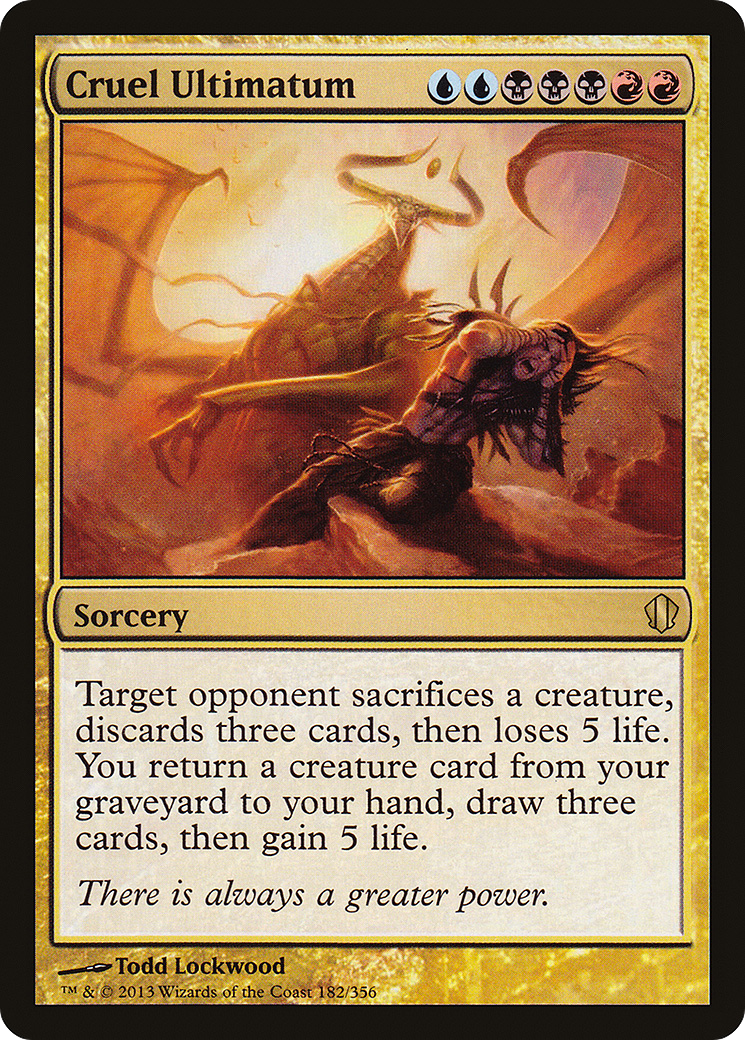 Cruel Ultimatum
Sorcery
Target opponent sacrifices a creature,
discards three cards, then loses 5 life.
You return a creature card from your
graveyard to your hand, draw three
cards, then gain 5 life.
There is always a greater power.
Todd Lockwood
™ & © 2013 Wizards of the Coast 182/356